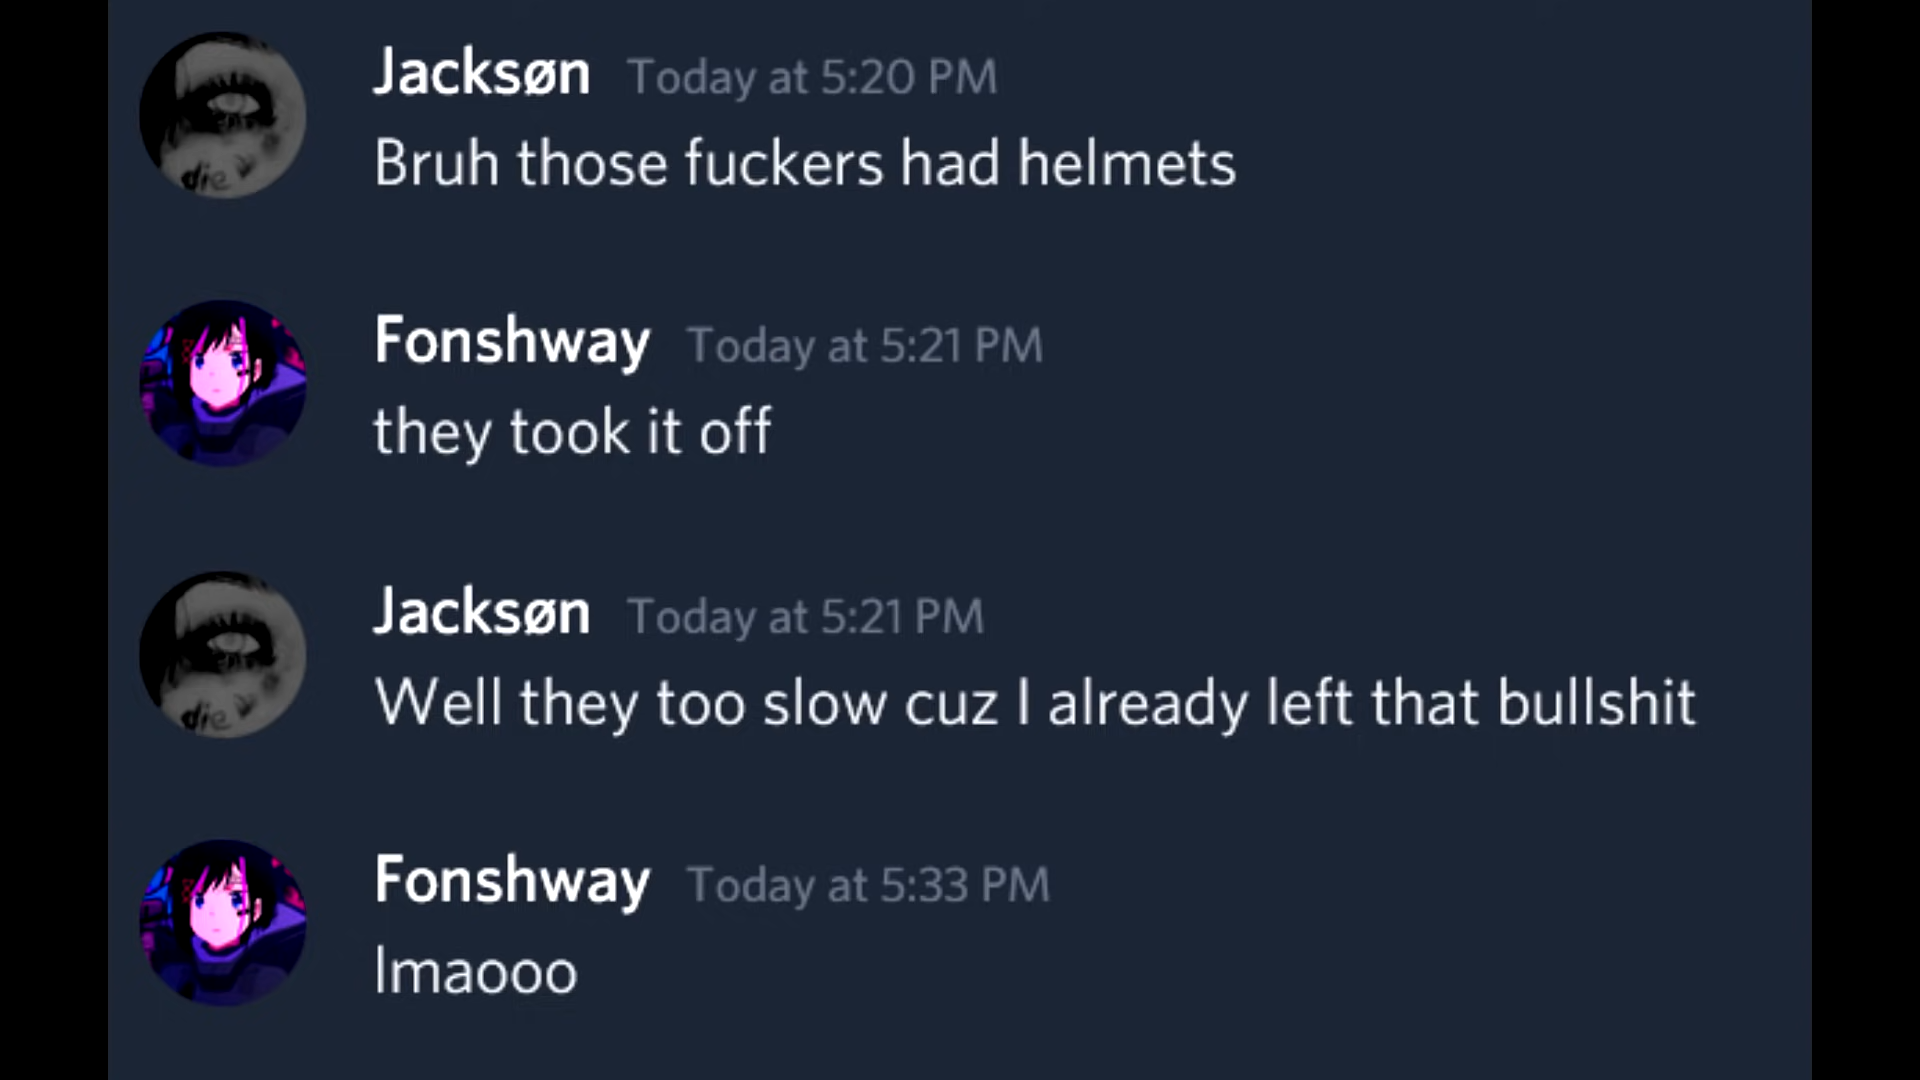 Jacksøn Today at 5:20 PM
Bruh those fuckers had helmets
Fonshway Today at 5:21 PM
they took it off
Jacksøn Today at 5:21 PM
Well they too slow cuz I already left that bullshit
Fonshway Today at 5:33 PM
lmaooo
die
die